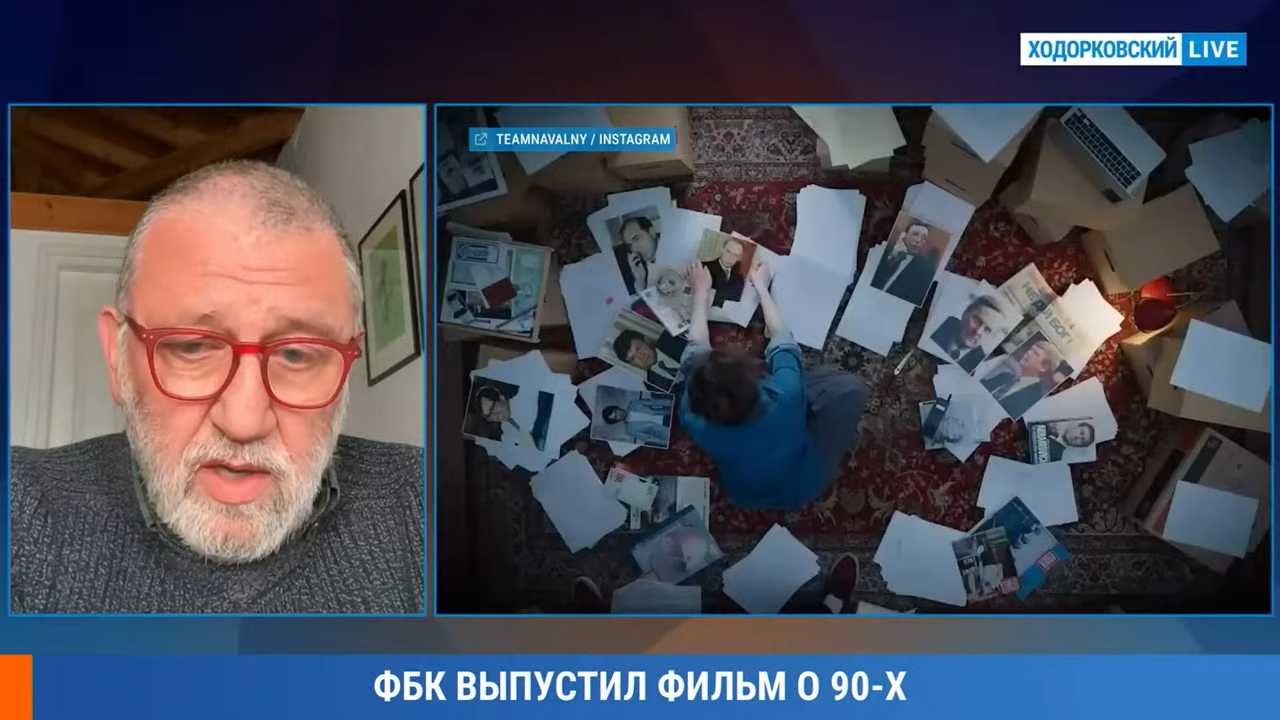 ХОДОРКОВСКИЙ LIVE
TEAMNAVALNY / INSTAGRAM
ФБК ВЫПУСТИЛ ФИЛЬМ О 90-Х